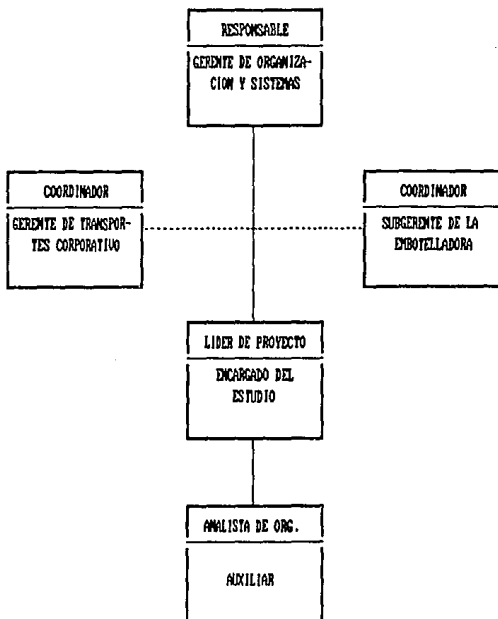 RESPONSABLE
GERENTE DE ORGANIZA-
CION Y SISTEMAS
COORDINADOR
GERENTE DE TRANSPOR-
TES CORPORATIVO
COORDINADOR
SUBGERENTE DE LA
EMBOTELLADORA
LIDER DE PROYECTO
ENCARGADO DEL
ESTUDIO
ANALISTA DE ORG.
AUXILIAR